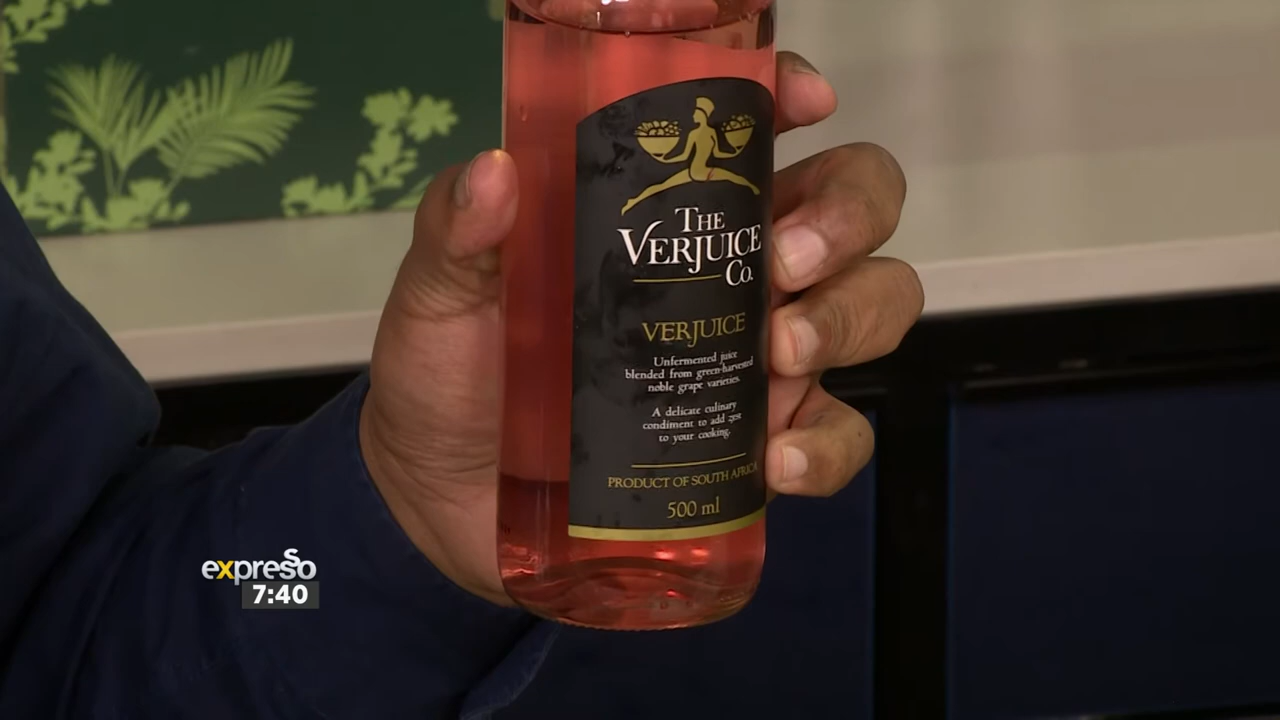 THE
VERJUICE
Co.
VERJUICE
Unfermented juice
blended from green-harvested
noble grape varieties.
A delicate culinary
condiment to add zest
to your cooking.
PRODUCT OF SOUTH AFRICA
500 ml
expresso
7:40